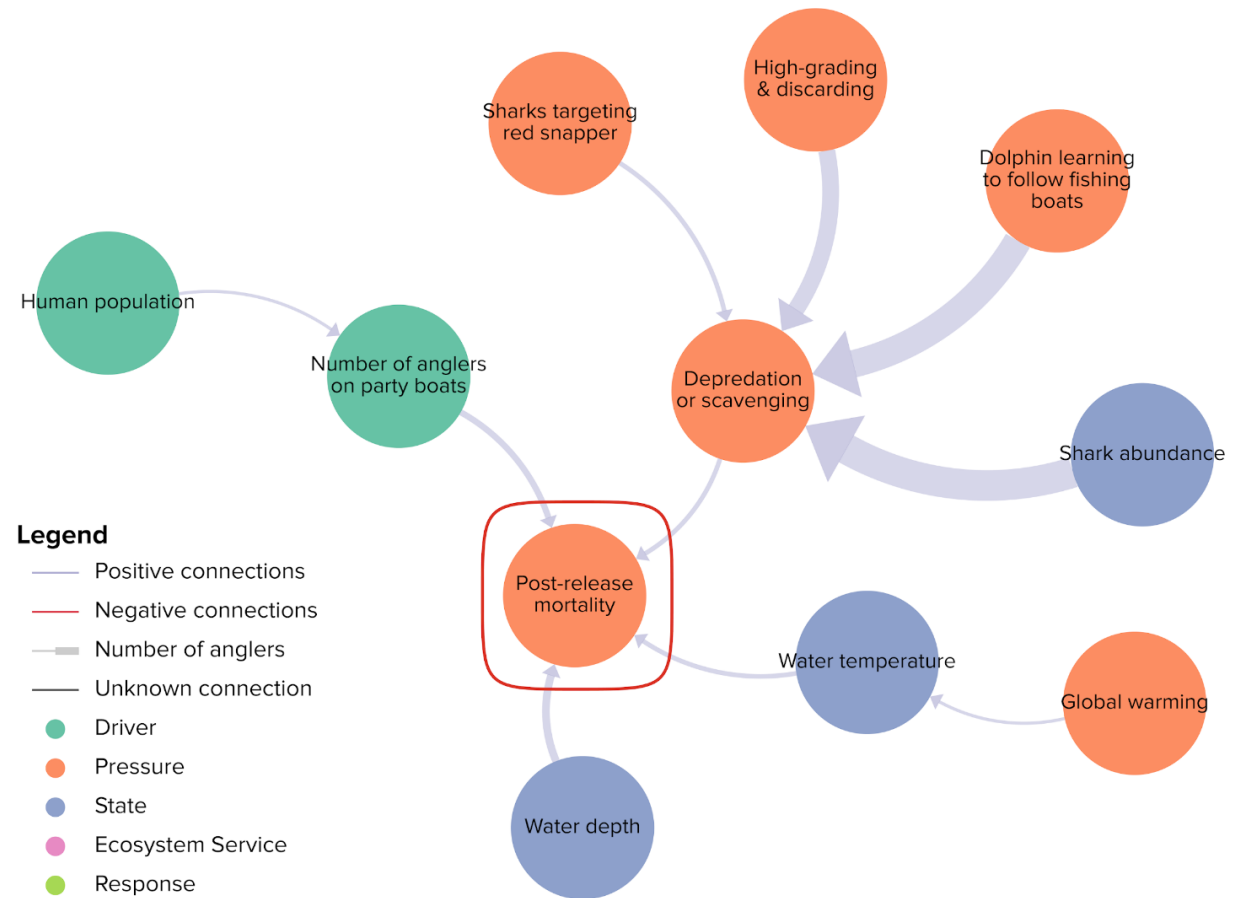 High-grading
& discarding
Sharks targeting
red snapper
Dolphin learning
to follow fishing
boats
Human population
Number of anglers
on party boats
Depredation
or scavenging
Shark abundance
Post-release
mortality
Water temperature
Global warming
Water depth
Legend
Positive connections
Negative connections
Number of anglers
Unknown connection
Driver
Pressure
State
Ecosystem Service
Response